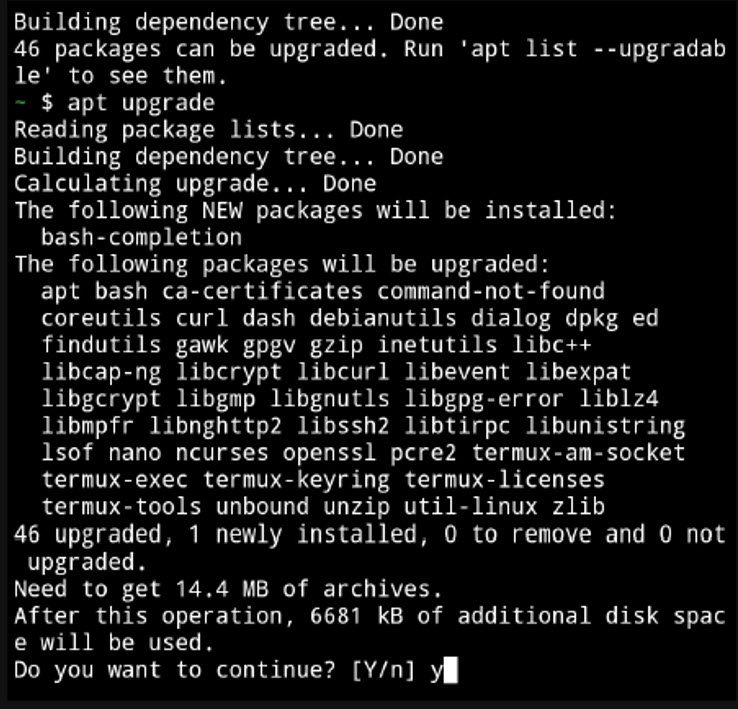 Building dependency tree... Done
46 packages can be upgraded. Run 'apt list --upgradab
le' to see them.
~ $ apt upgrade
Reading package lists... Done
Building dependency tree... Done
Calculating upgrade... Done
The following NEW packages will be installed:
  bash-completion
The following packages will be upgraded:
  apt bash ca-certificates command-not-found
  coreutils curl dash debianutils dialog dpkg ed
  findutils gawk gpgv gzip inetutils libc++
  libcap-ng libcrypt libcurl libevent libexpat
  libgcrypt libgmp libgnutls libgpg-error liblz4
  libmpfr libnghttp2 libssh2 libtirpc libunistring
  lsof nano ncurses openssl pcre2 termux-am-socket
  termux-exec termux-keyring termux-licenses
  termux-tools unbound unzip util-linux zlib
46 upgraded, 1 newly installed, 0 to remove and 0 not
 upgraded.
Need to get 14.4 MB of archives.
After this operation, 6681 kB of additional disk spac
e will be used.
Do you want to continue? [Y/n] y